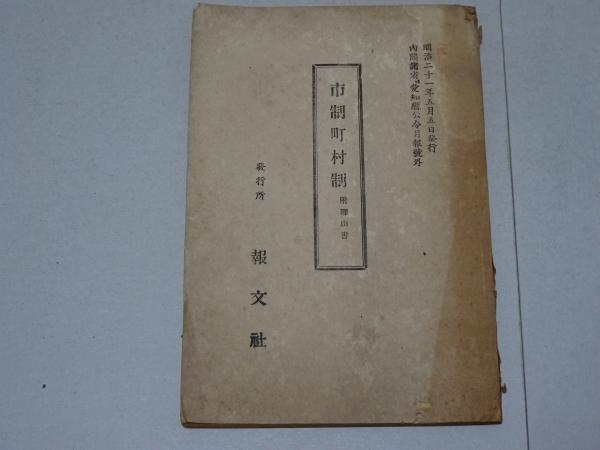 明治二十一年五月五日發行
內閣諸省愛知縣公令月報號外
市制町村制 附理由書
發行所
報文社